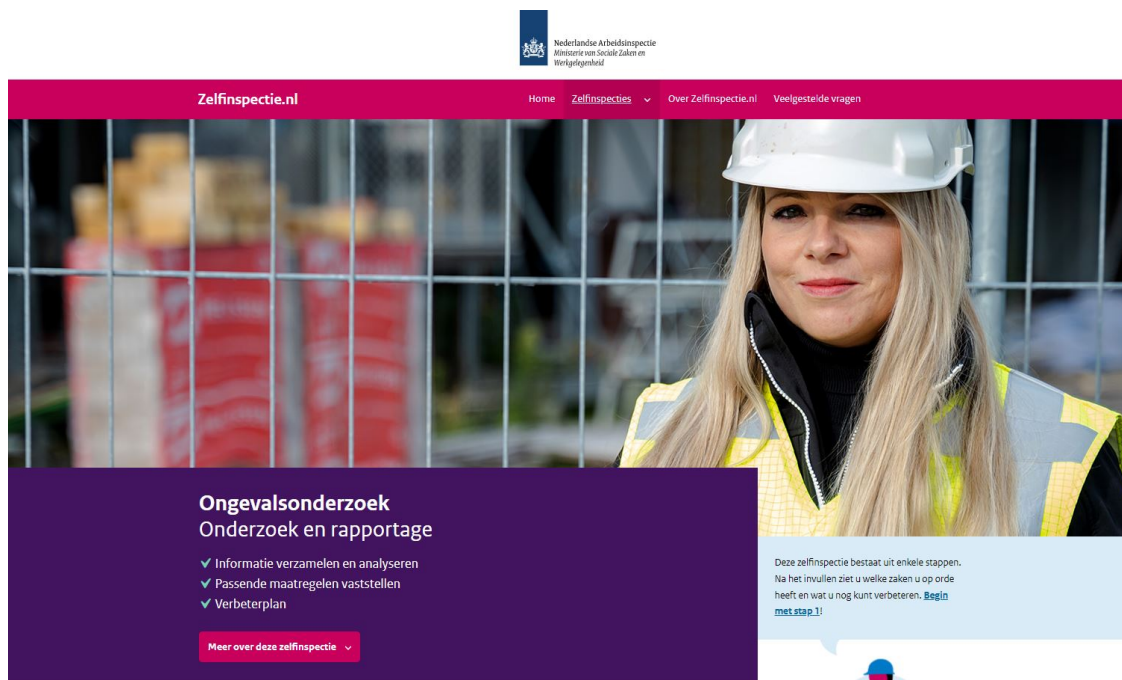 Nederlandse Arbeidsinspectie
Ministerie van Sociale Zaken en
Werkgelegenheid
Zelfinspectie.nl
Home Zelfinspecties Over Zelfinspectie.nl Veelgestelde vragen
Ongevalsonderzoek
Onderzoek en rapportage
Informatie verzamelen en analyseren
Passende maatregelen vaststellen
Verbeterplan
Meer over deze zelfinspectie
Deze zelfinspectie bestaat uit enkele stappen.
Na het invullen ziet u welke zaken u op orde
heeft en wat u nog kunt verbeteren. Begin
met stap 1!